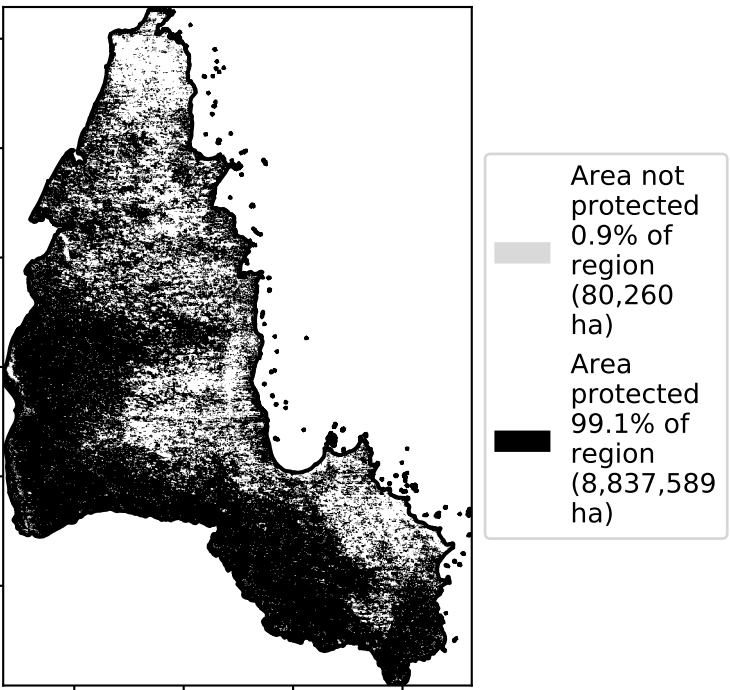 Area not
protected
0.9% of
region
(80,260
ha)
Area
protected
99.1% of
region
(8,837,589
ha)